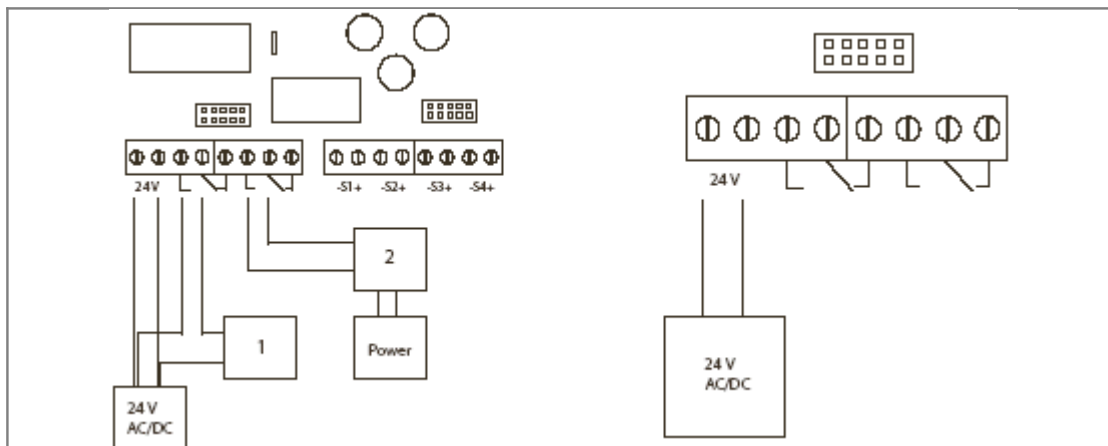 24V
-S1+ -S2+ -S3+ -S4+
2
1
Power
24 V
AC/DC
24 V
24 V
AC/DC